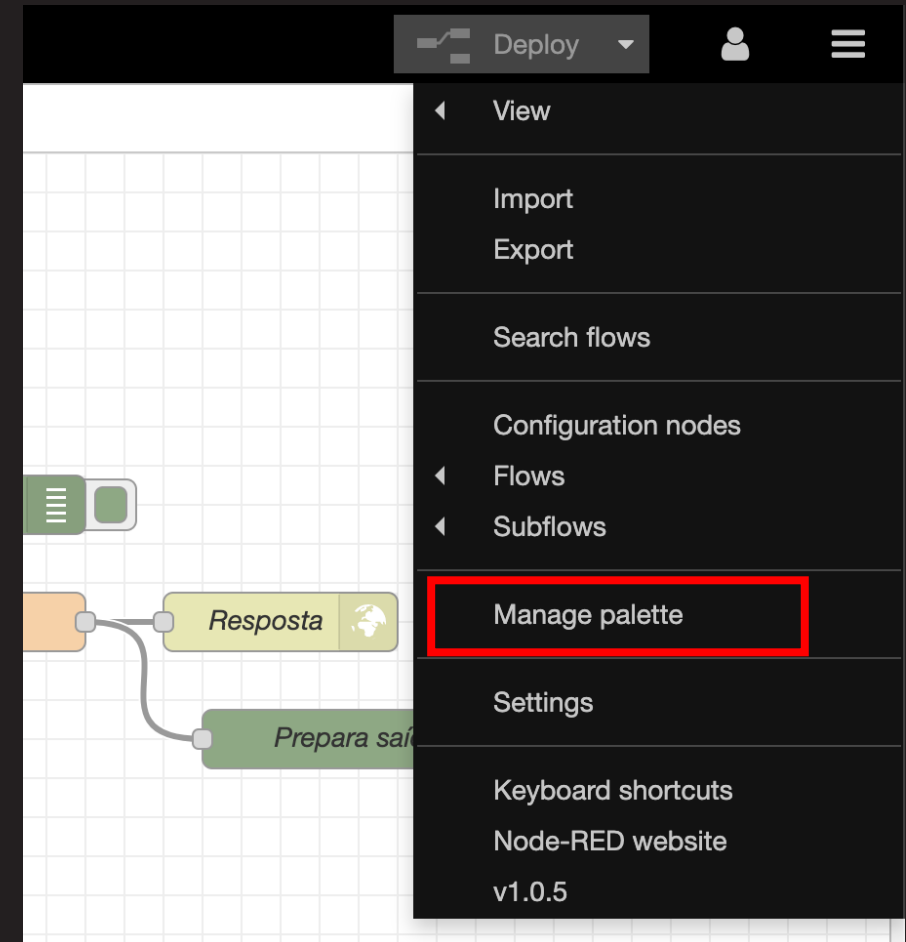 Deploy
View
Import
Export
Search flows
Configuration nodes
Flows
Subflows
Manage palette
Resposta
Settings
Prepara saí
Keyboard shortcuts
Node-RED website
v1.0.5